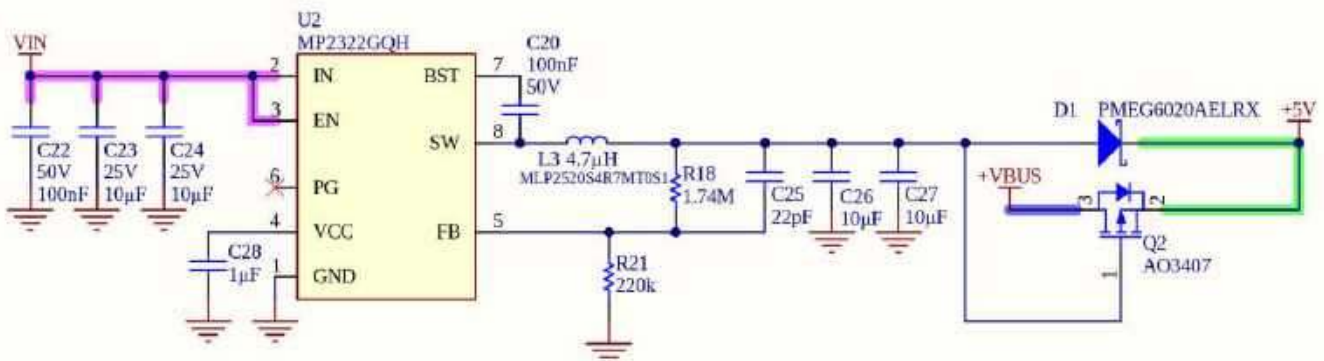 U2
MP2322GQH
VIN
2
IN
BST
7
C20
100nF
50V
3
EN
SW
8
D1
PMEG6020AELRX
+5V
C22
50V
100nF
C23
25V
10µF
C24
25V
10µF
L3 4.7µH
MLP2520S4R7MT0S1
6
PG
R18
1.74M
C25
22pF
C26
10µF
C27
10µF
+VBUS
3
2
Q2
AO3407
1
4
VCC
FB
5
C28
1µF
1
GND
R21
220k